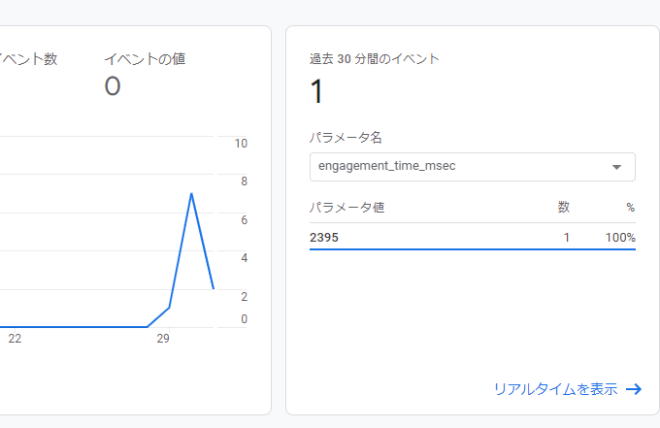 ベント数
イベントの値
0
10
8
6
4
2
0
22
29
過去 30 分間のイベント
1
パラメータ名
engagement_time_msec
パラメータ値 数 %
2395 1 100%
リアルタイムを表示 →